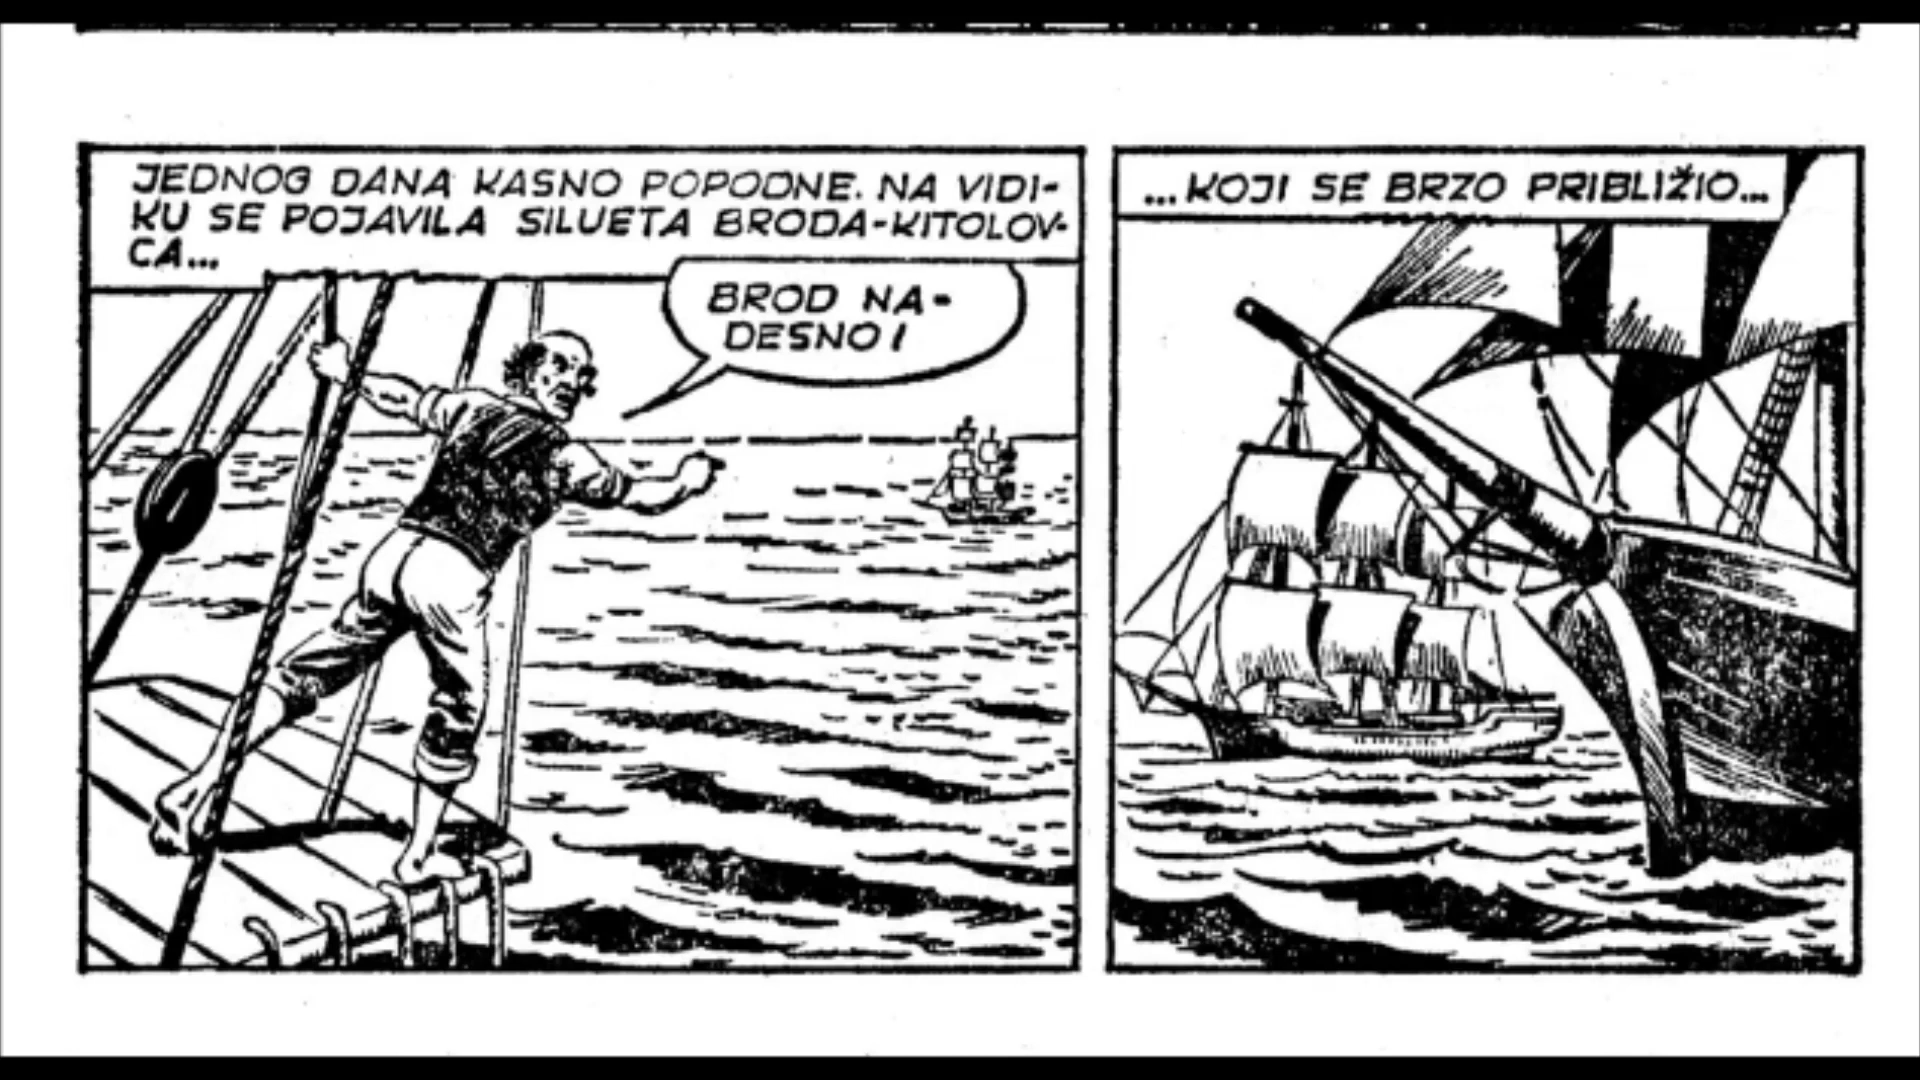 JEDNOG DANA KASNO POPODNE. NA VIDI-
KU SE POJAVILA SILUETA BRODA-KITOLOV-
CA...
BROD NA-
DESNO!
...KOJI SE BRZO PRIBLIŽIO...